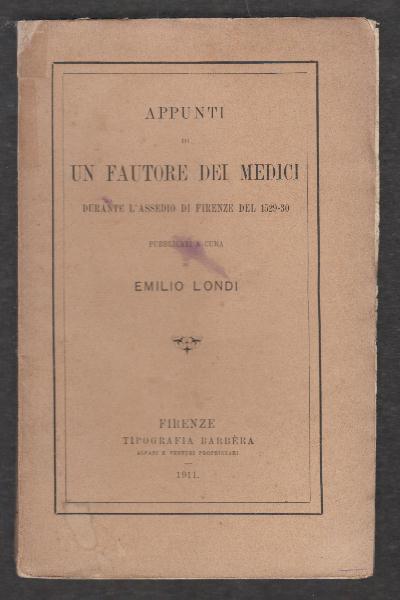 APPUNTI
DI
UN FAUTORE DEI MEDICI
DURANTE L'ASSEDIO DI FIRENZE DEL 1529-30
PUBBLICATI A CURA
DI
EMILIO LONDI
FIRENZE
TIPOGRAFIA BARBÈRA
ALFANI E VENTURI PROPRIETARI
1911.